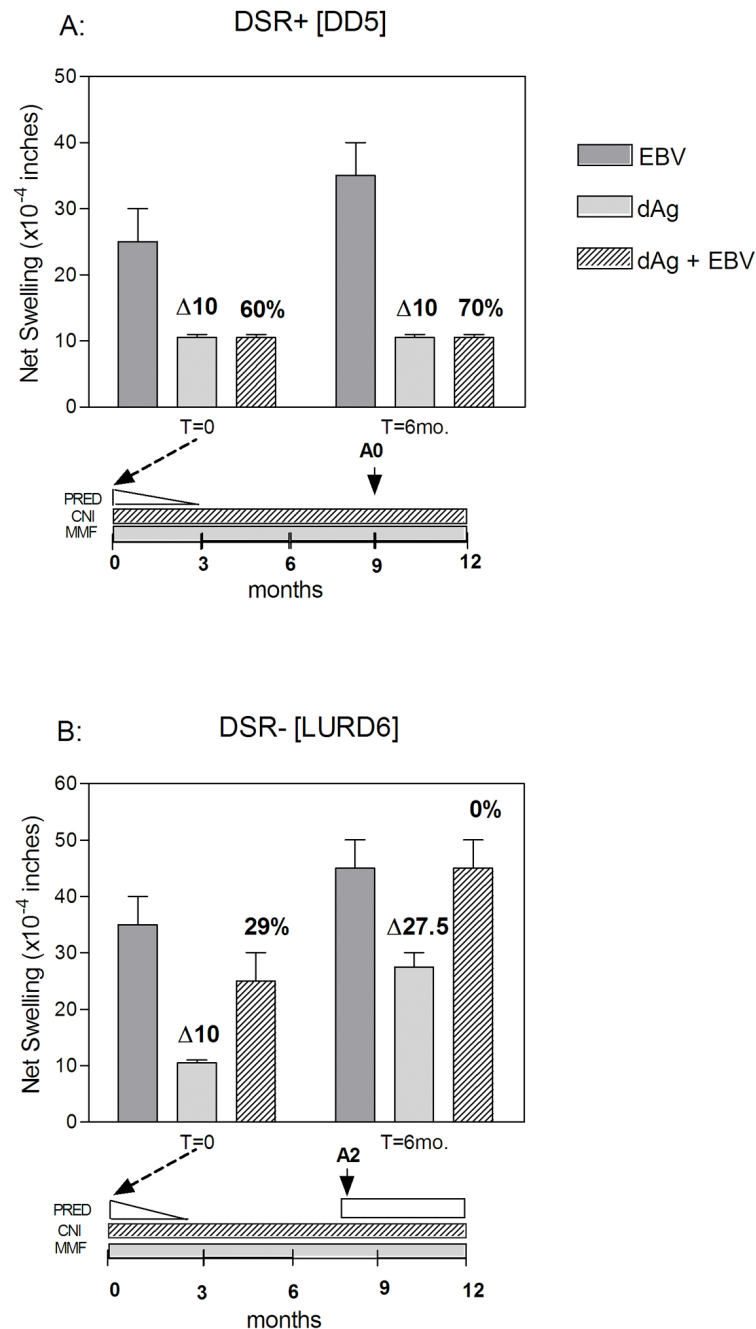 A: DSR+ [DD5]
Net Swelling (x10⁻⁴ inches)
50
40
30
20
10
0
Δ10 60% Δ10 70%
T=0 T=6mo.
EBV
dAg
dAg + EBV
A0
PRED
CNI
MMF
0 3 6 9 12
months
B: DSR- [LURD6]
Net Swelling (x10⁻⁴ inches)
60
50
40
30
20
10
0
0%
29% Δ27.5
Δ10
T=0 T=6mo.
A2
PRED
CNI
MMF
0 3 6 9 12
months